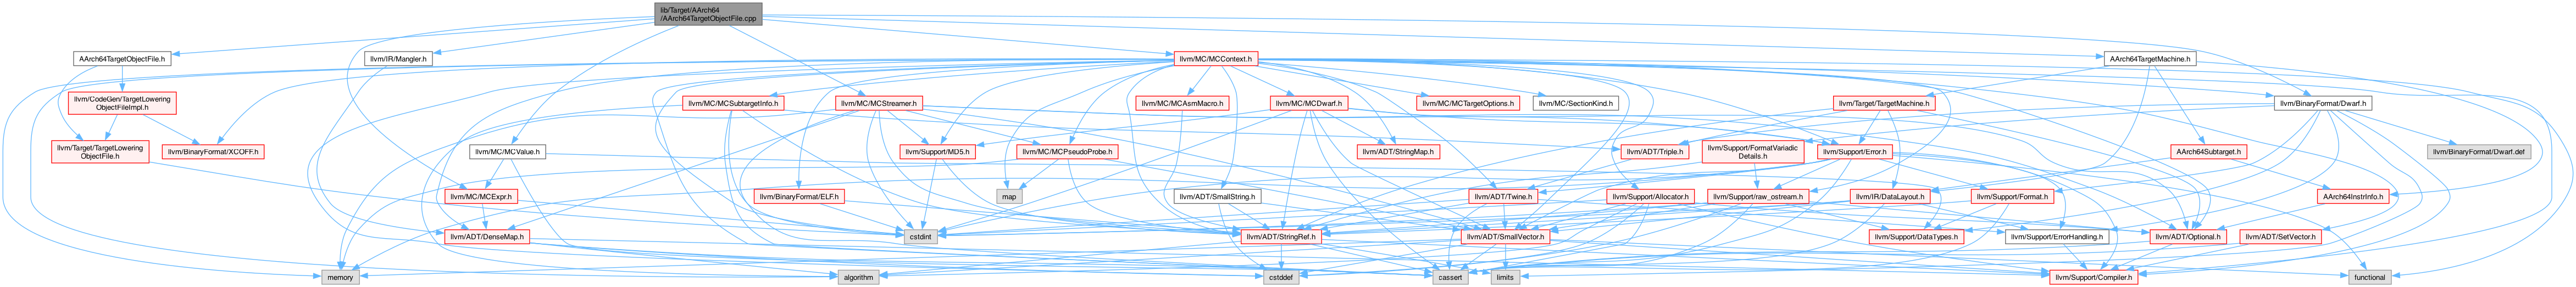 lib/Target/AArch64
/AArch64TargetObjectFile.cpp
AArch64TargetObjectFile.h
llvm/IR/Mangler.h
llvm/MC/MCContext.h
AArch64TargetMachine.h
llvm/CodeGen/TargetLowering
ObjectFileImpl.h
llvm/MC/MCSubtargetInfo.h
llvm/MC/MCStreamer.h
llvm/MC/MCAsmMacro.h
llvm/MC/MCDwarf.h
llvm/MC/MCTargetOptions.h
llvm/MC/SectionKind.h
llvm/Target/TargetMachine.h
llvm/BinaryFormat/Dwarf.h
llvm/Target/TargetLowering
ObjectFile.h
llvm/BinaryFormat/XCOFF.h
llvm/MC/MCValue.h
llvm/Support/MD5.h
llvm/MC/MCPseudoProbe.h
llvm/ADT/StringMap.h
llvm/ADT/Triple.h
llvm/Support/FormatVariadic
Details.h
llvm/Support/Error.h
AArch64Subtarget.h
llvm/BinaryFormat/Dwarf.def
llvm/MC/MCExpr.h
llvm/BinaryFormat/ELF.h
map
llvm/ADT/SmallString.h
llvm/ADT/Twine.h
llvm/Support/Allocator.h
llvm/Support/raw_ostream.h
llvm/IR/DataLayout.h
llvm/Support/Format.h
AArch64InstrInfo.h
llvm/ADT/DenseMap.h
cstdint
llvm/ADT/StringRef.h
llvm/ADT/SmallVector.h
llvm/Support/DataTypes.h
llvm/Support/ErrorHandling.h
llvm/ADT/Optional.h
llvm/ADT/SetVector.h
memory
algorithm
cstddef
cassert
limits
llvm/Support/Compiler.h
functional